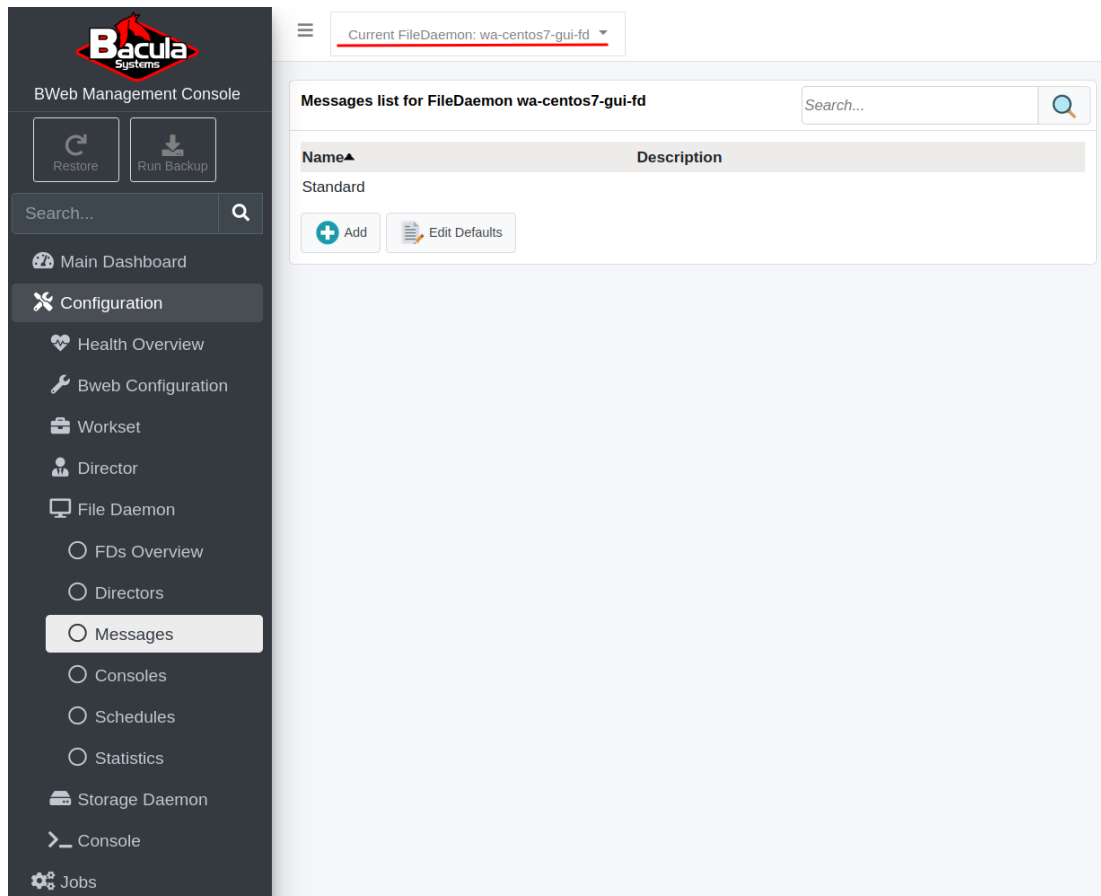 Bacula
Systems
BWeb Management Console
Restore
Run Backup
Search...
Main Dashboard
Configuration
Health Overview
Bweb Configuration
Workset
Director
File Daemon
FDs Overview
Directors
Messages
Consoles
Schedules
Statistics
Storage Daemon
Console
Jobs
Current FileDaemon: wa-centos7-gui-fd
Messages list for FileDaemon wa-centos7-gui-fd
Search...
Name Description
Standard
Add Edit Defaults